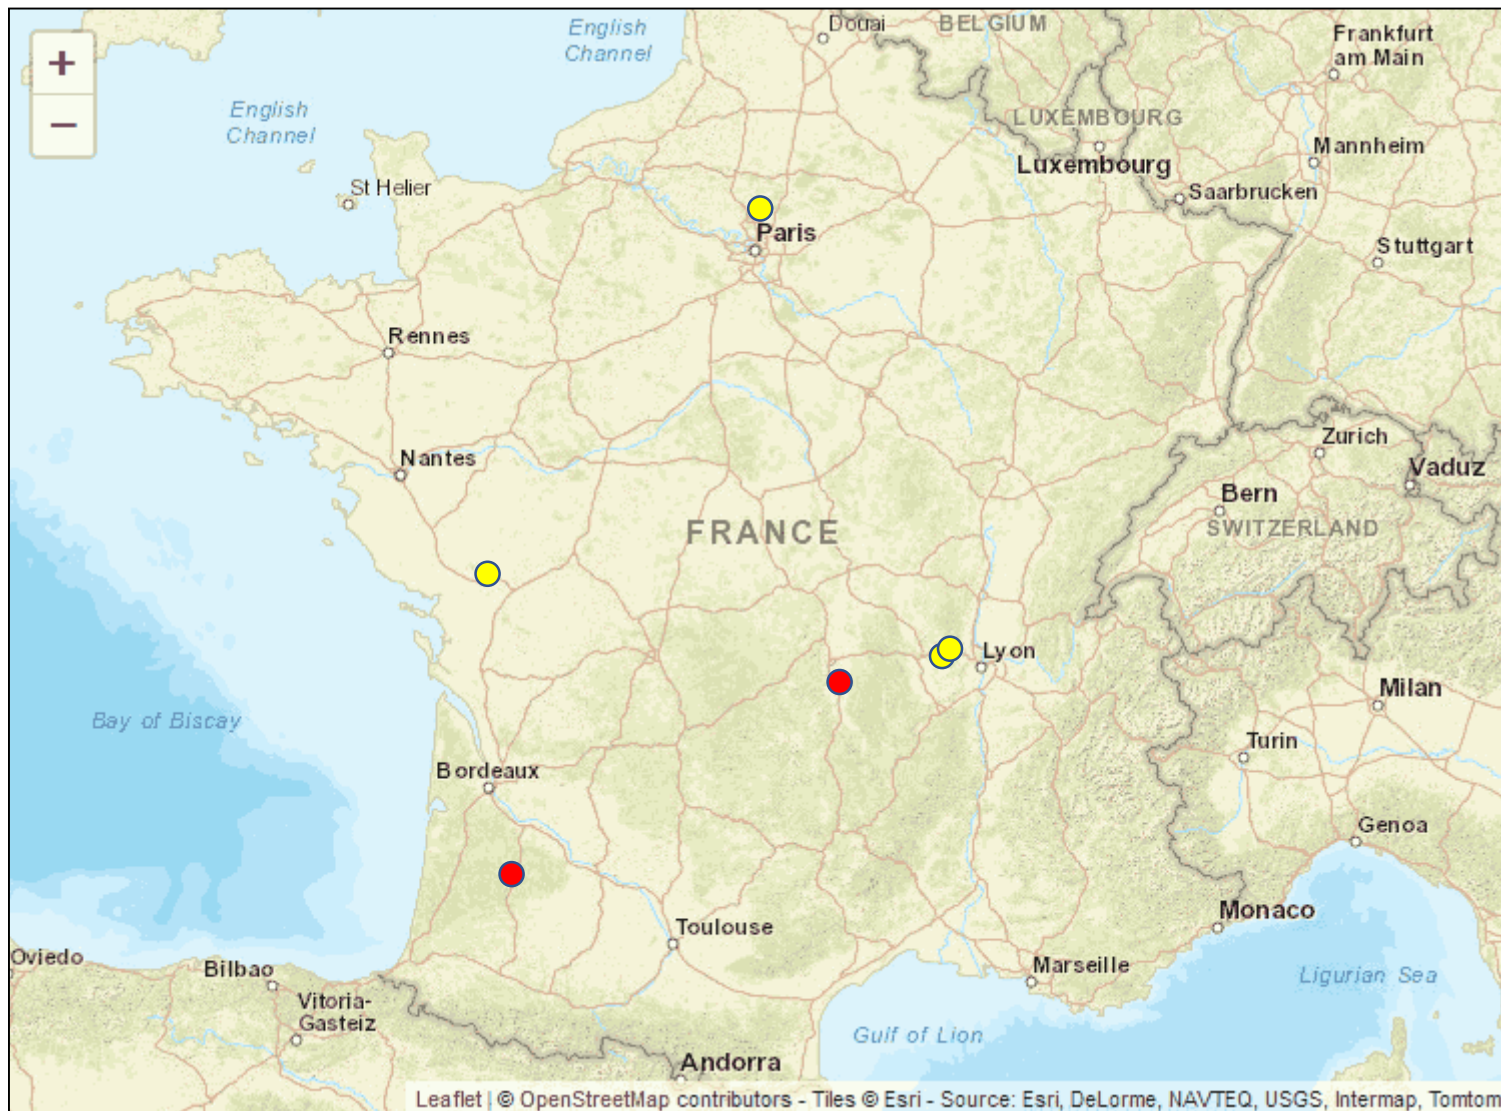 +
−
English
Channel
Douai
BELGIUM
Frankfurt
am Main
English
Channel
LUXEMBOURG
Luxembourg
Mannheim
St Helier
Saarbrucken
Paris
Stuttgart
Rennes
Zurich
Nantes
Vaduz
Bern
FRANCE
SWITZERLAND
Lyon
Milan
Bay of Biscay
Turin
Bordeaux
Genoa
Monaco
Toulouse
Oviedo
Bilbao
Marseille
Ligurian Sea
Vitoria-
Gasteiz
Gulf of Lion
Andorra
Leaflet | © OpenStreetMap contributors - Tiles © Esri - Source: Esri, DeLorme, NAVTEQ, USGS, Intermap, Tomtom